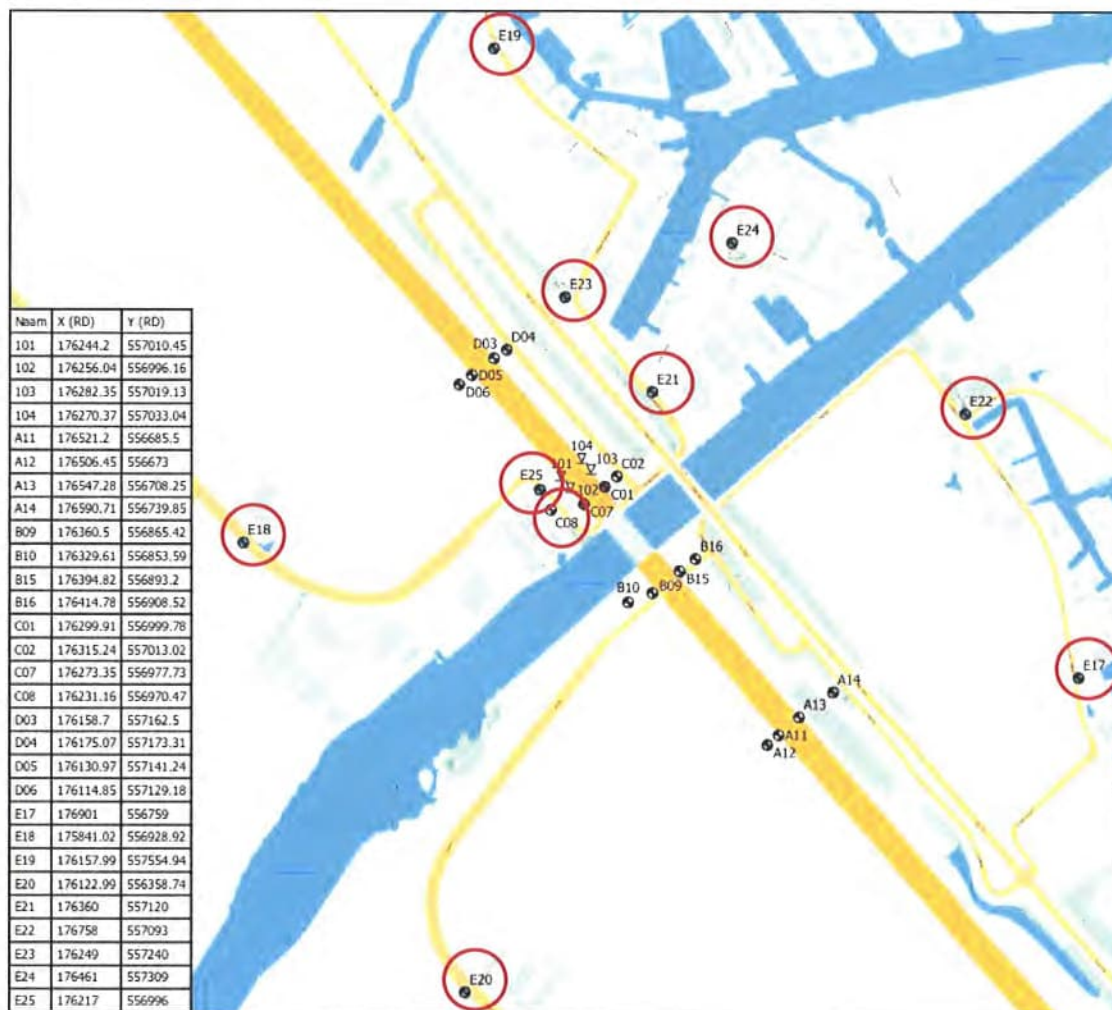 E19
E24
E23
D04
D03
D05
D06
E21
E22
104
103
101
C02
E25
102
C01
C07
C08
E18
B16
B15
B09
B10
E17
A14
A13
A11
A12
E20
Naam X (RD) Y (RD)
101 176244.2 557010.45
102 176256.04 556996.16
103 176282.35 557019.13
104 176270.37 557033.04
A11 176521.2 556685.5
A12 176506.45 556673
A13 176547.28 556708.25
A14 176590.71 556739.85
B09 176360.5 556865.42
B10 176329.61 556853.59
B15 176394.82 556893.2
B16 176414.78 556908.52
C01 176299.91 556999.78
C02 176315.24 557013.02
C07 176273.35 556977.73
C08 176231.16 556970.47
D03 176158.7 557162.5
D04 176175.07 557173.31
D05 176130.97 557141.24
D06 176114.85 557129.18
E17 176901 556759
E18 175841.02 556928.92
E19 176157.99 557554.94
E20 176122.99 556358.74
E21 176360 557120
E22 176758 557093
E23 176249 557240
E24 176461 557309
E25 176217 556996